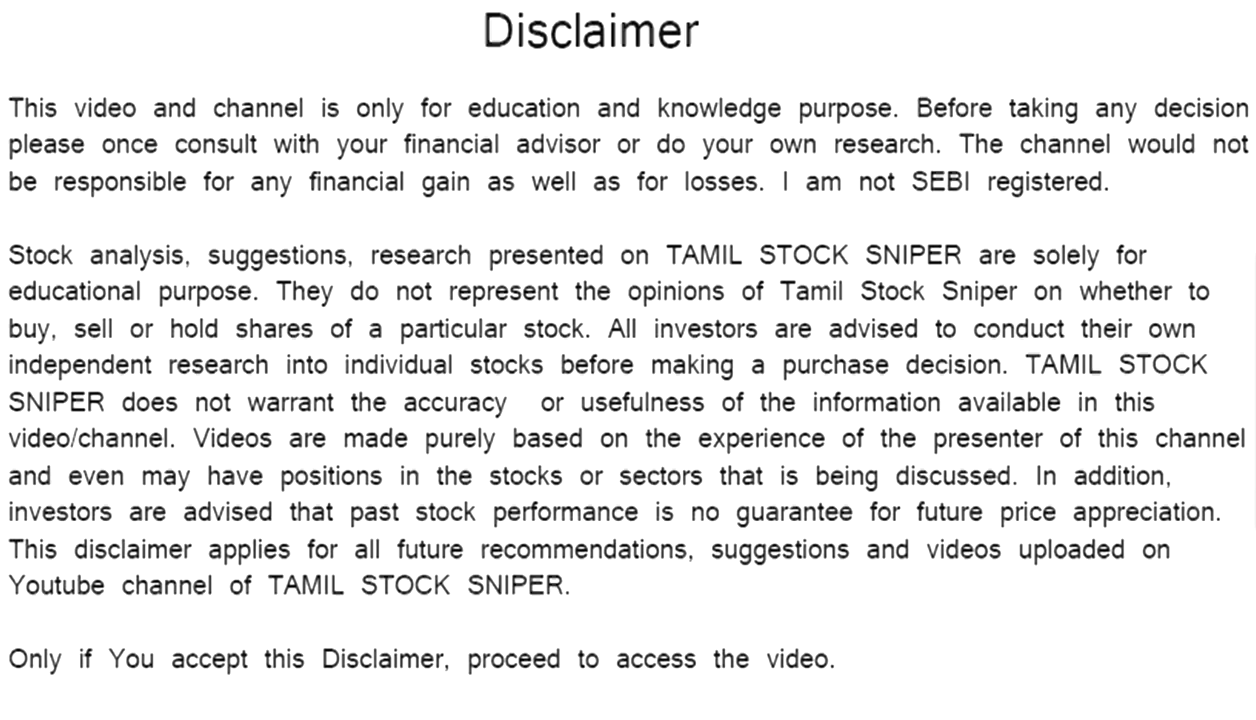 Disclaimer
This video and channel is only for education and knowledge purpose. Before taking any decision
please once consult with your financial advisor or do your own research. The channel would not
be responsible for any financial gain as well as for losses. I am not SEBI registered.
Stock analysis, suggestions, research presented on TAMIL STOCK SNIPER are solely for
educational purpose. They do not represent the opinions of Tamil Stock Sniper on whether to
buy, sell or hold shares of a particular stock. All investors are advised to conduct their own
independent research into individual stocks before making a purchase decision. TAMIL STOCK
SNIPER does not warrant the accuracy or usefulness of the information available in this
video/channel. Videos are made purely based on the experience of the presenter of this channel
and even may have positions in the stocks or sectors that is being discussed. In addition,
investors are advised that past stock performance is no guarantee for future price appreciation.
This disclaimer applies for all future recommendations, suggestions and videos uploaded on
Youtube channel of TAMIL STOCK SNIPER.
Only if You accept this Disclaimer, proceed to access the video.